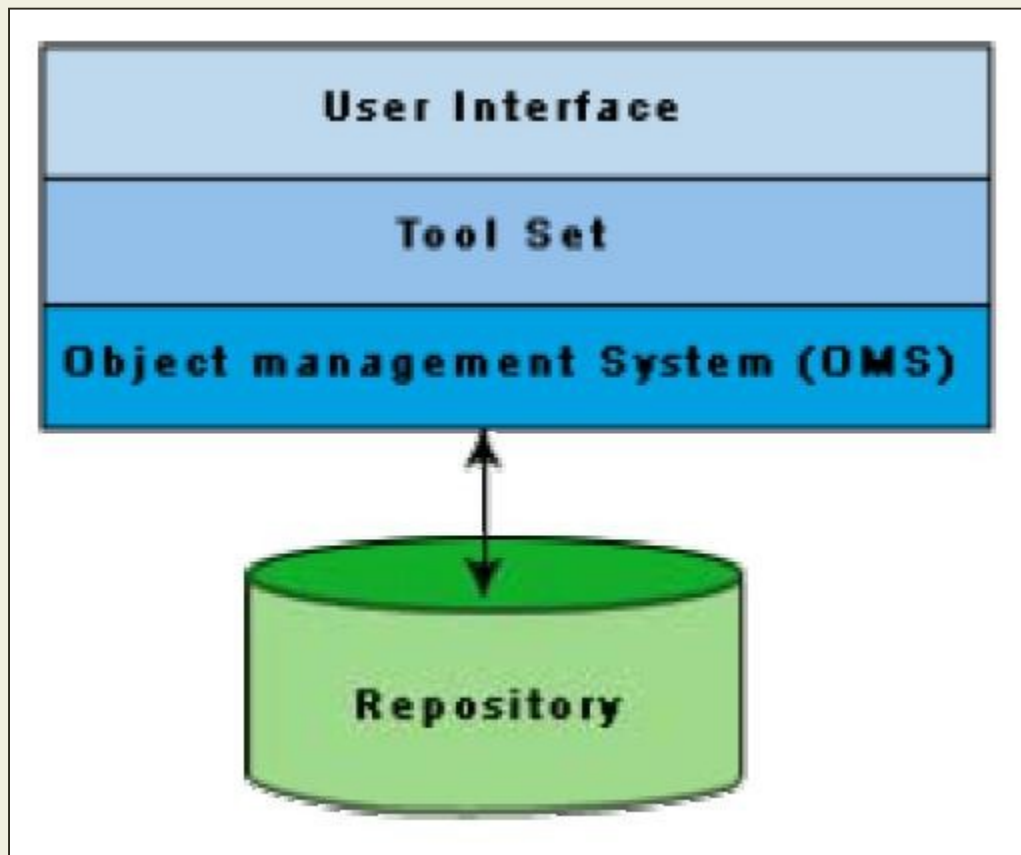 User Interface
Tool Set
Object management System (OMS)
Repository